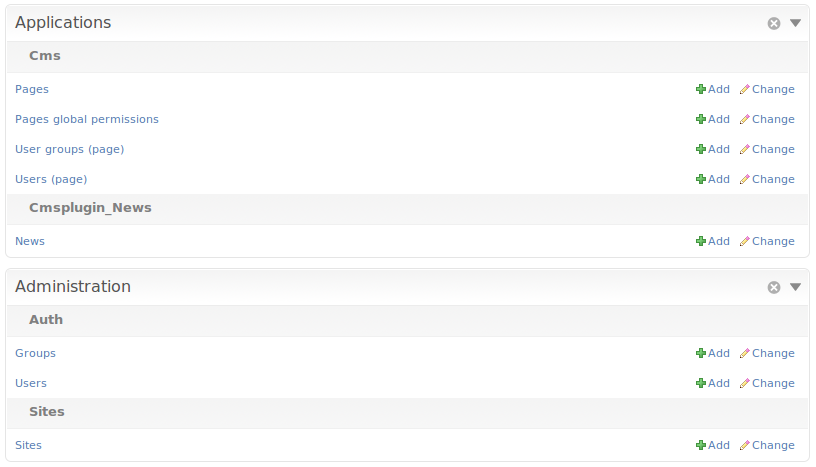 Applications
Cms
Pages Add Change
Pages global permissions Add Change
User groups (page) Add Change
Users (page) Add Change
Cmsplugin_News
News Add Change
Administration
Auth
Groups Add Change
Users Add Change
Sites
Sites Add Change